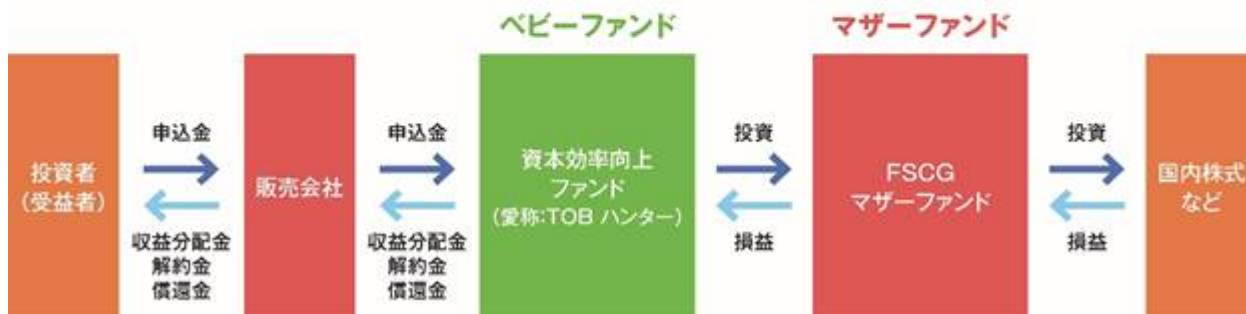 ベビーファンド
マザーファンド
投資者
（受益者）
申込金
収益分配金
解約金
償還金
販売会社
申込金
収益分配金
解約金
償還金
資本効率向上
ファンド
（愛称：TOB ハンター）
投資
損益
FSCG
マザーファンド
投資
損益
国内株式
など